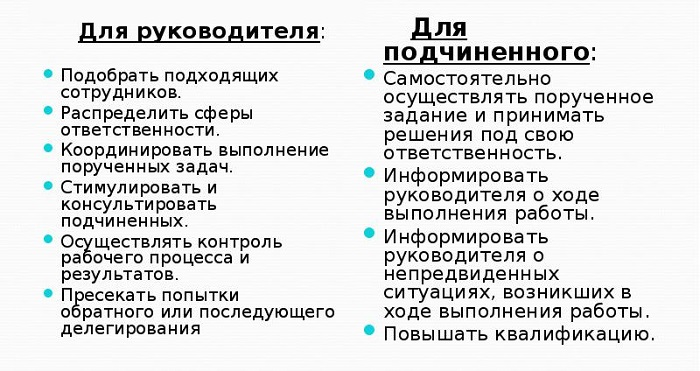 Для руководителя:
Подобрать подходящих
сотрудников.
Распределить сферы
ответственности.
Координировать выполнение
порученных задач.
Стимулировать и
консультировать
подчиненных.
Осуществлять контроль
рабочего процесса и
результатов.
Пресекать попытки
обратного или последующего
делегирования
Для
подчиненного:
Самостоятельно
осуществлять порученное
задание и принимать
решения под свою
ответственность.
Информировать
руководителя о ходе
выполнения работы.
Информировать
руководителя о
непредвиденных
ситуациях, возникших в
ходе выполнения работы.
Повышать квалификацию.